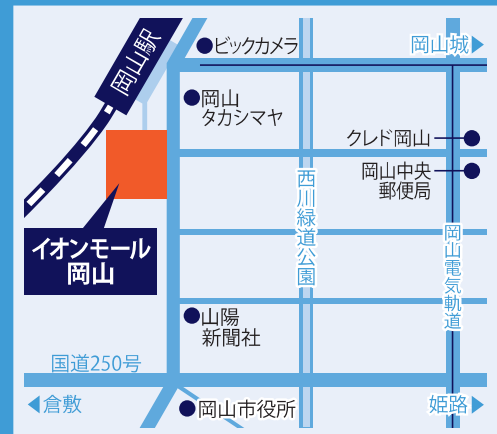 岡山駅
ビックカメラ
岡山城
岡山
タカシマヤ
クレド岡山
岡山中央
郵便局
イオンモール
岡山
西川緑道公園
岡山電気軌道
山陽
新聞社
国道250号
倉敷
岡山市役所
姫路